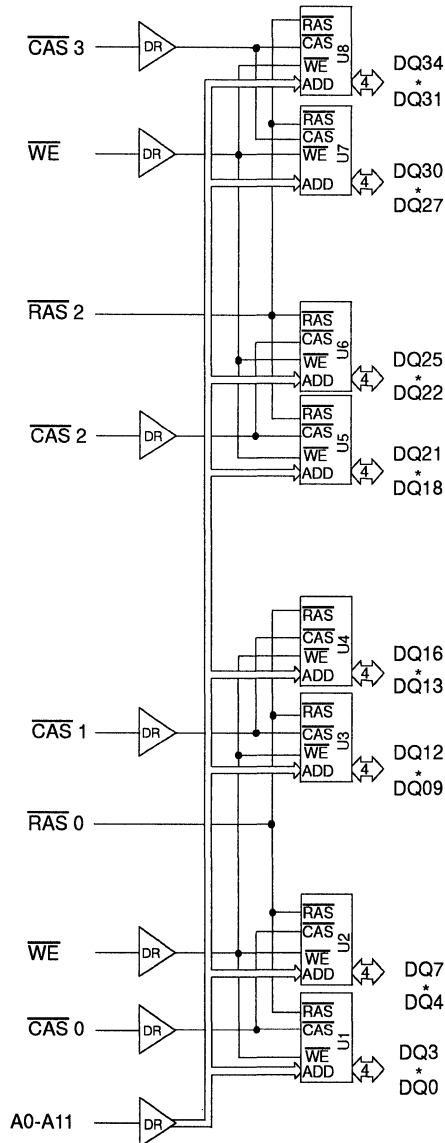 CAS 3
DR
RAS
CAS
WE
ADD
U8
4
DQ34
*
DQ31
WE
DR
RAS
CAS
WE
ADD
U7
4
DQ30
*
DQ27
RAS 2
RAS
CAS
WE
ADD
U6
4
DQ25
*
DQ22
CAS 2
DR
RAS
CAS
WE
ADD
U5
4
DQ21
*
DQ18
RAS
CAS
WE
ADD
U4
4
DQ16
*
DQ13
CAS 1
DR
RAS
CAS
WE
ADD
U3
4
DQ12
*
DQ09
RAS 0
WE
DR
RAS
CAS
WE
ADD
U2
4
DQ7
*
DQ4
CAS 0
DR
RAS
CAS
WE
ADD
U1
4
DQ3
*
DQ0
A0-A11
DR